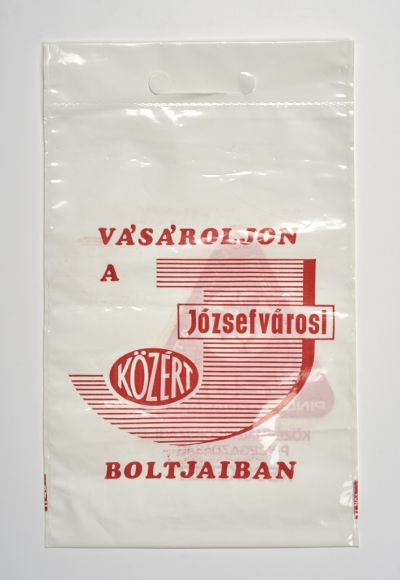 VÁSÁROLJON
A
Józsefvárosi
KÖZÉRT
BOLTJAIBAN